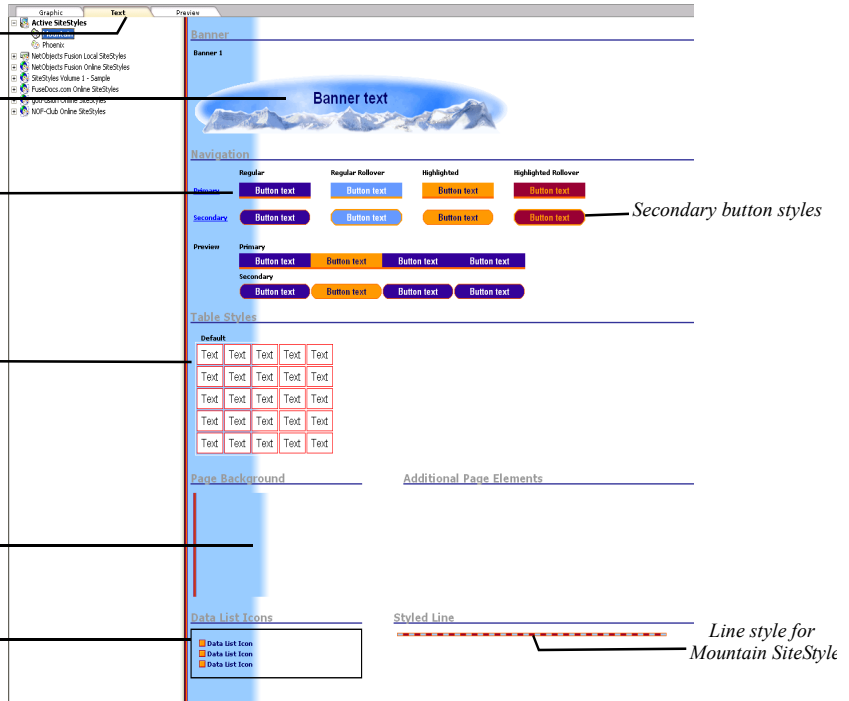 Graphic Text Preview
Active SiteStyles
Mountain
Phoenix
NetObjects Fusion Local SiteStyles
NetObjects Fusion Online SiteStyles
SiteStyles Volume 1 - Sample
FuseDocs.com Online SiteStyles
gotFusion Online SiteStyles
NOF-Club Online SiteStyles
Banner
Banner 1
Banner text
Navigation
Regular Regular Rollover Highlighted Highlighted Rollover
Primary Button text Button text Button text Button text
Secondary Button text Button text Button text Button text
Secondary button styles
Preview Primary
Button text Button text Button text Button text
Secondary
Button text Button text Button text Button text
Table Styles
Default
Text Text Text Text Text
Text Text Text Text Text
Text Text Text Text Text
Text Text Text Text Text
Text Text Text Text Text
Page Background Additional Page Elements
Data List Icons Styled Line
Data List Icon
Data List Icon
Data List Icon
Line style for
Mountain SiteStyle